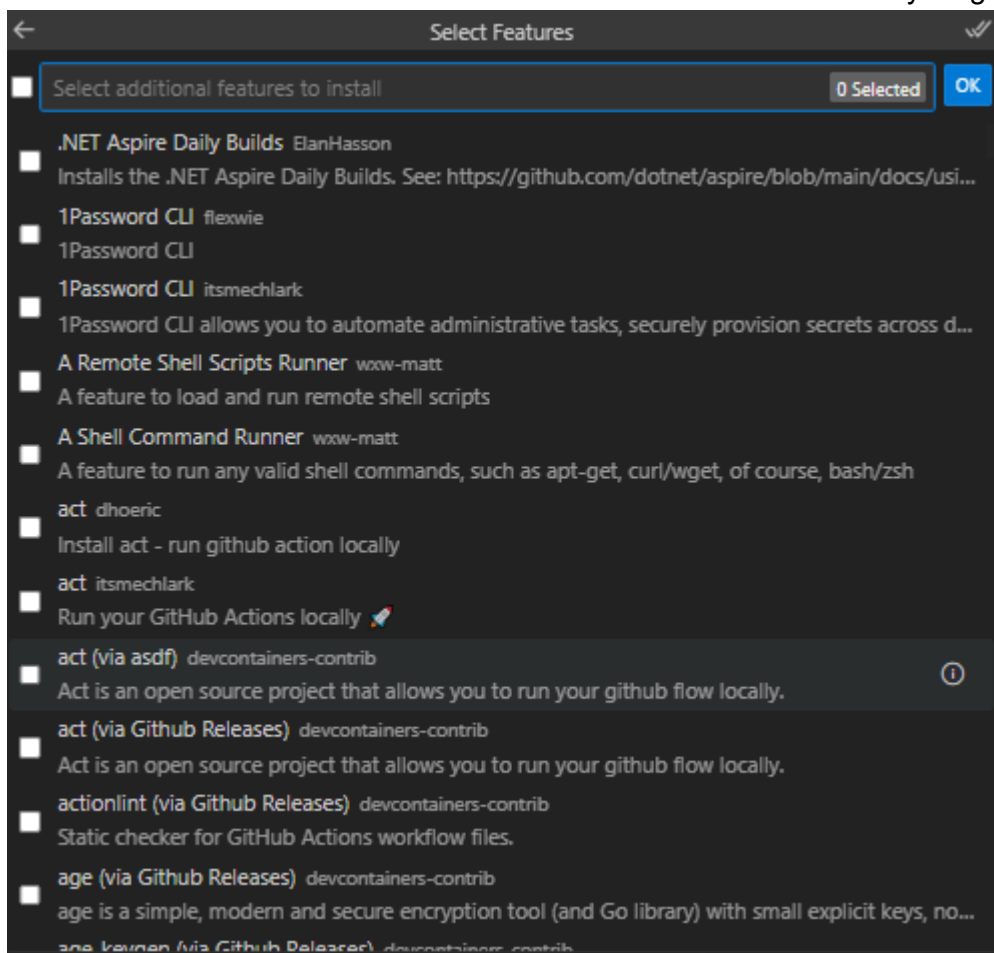 Select Features
Select additional features to install
0 Selected
OK
.NET Aspire Daily Builds ElanHasson
Installs the .NET Aspire Daily Builds. See: https://github.com/dotnet/aspire/blob/main/docs/usi...
1Password CLI flexwie
1Password CLI
1Password CLI itsmechlark
1Password CLI allows you to automate administrative tasks, securely provision secrets across d...
A Remote Shell Scripts Runner wxw-matt
A feature to load and run remote shell scripts
A Shell Command Runner wxw-matt
A feature to run any valid shell commands, such as apt-get, curl/wget, of course, bash/zsh
act dhoeric
Install act - run github action locally
act itsmechlark
Run your GitHub Actions locally 🚀
act (via asdf) devcontainers-contrib
Act is an open source project that allows you to run your github flow locally.
act (via Github Releases) devcontainers-contrib
Act is an open source project that allows you to run your github flow locally.
actionlint (via Github Releases) devcontainers-contrib
Static checker for GitHub Actions workflow files.
age (via Github Releases) devcontainers-contrib
age is a simple, modern and secure encryption tool (and Go library) with small explicit keys, no...
age-keygen (via Github Releases) devcontainers-contrib